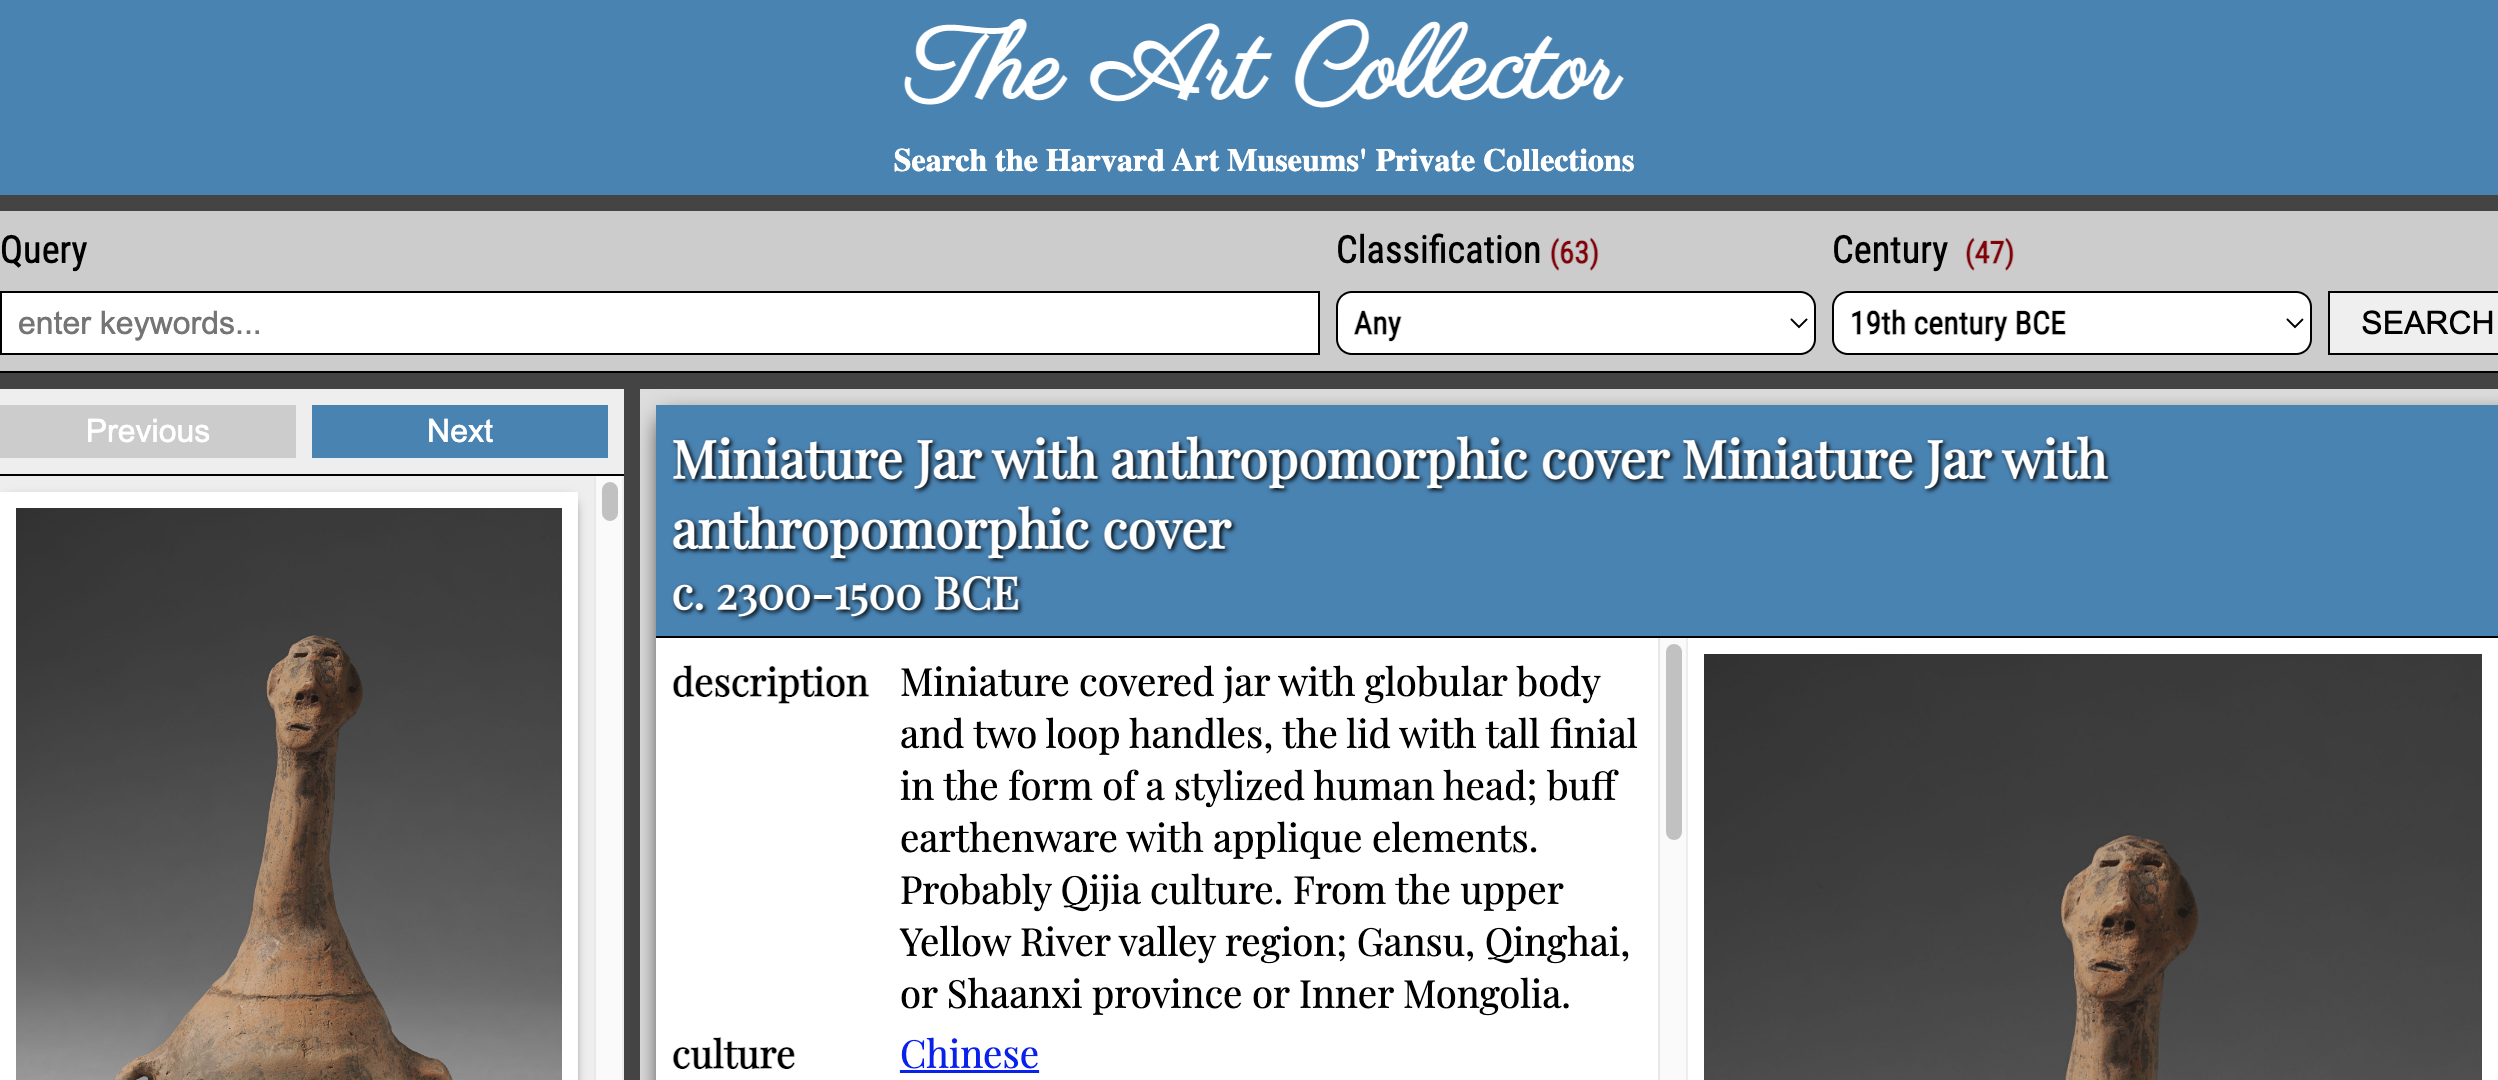 The Art Collector
Search the Harvard Art Museums' Private Collections
Query
Classification (63)
Century (47)
enter keywords...
Any
19th century BCE
SEARCH
Previous
Next
Miniature Jar with anthropomorphic cover Miniature Jar with
anthropomorphic cover
c. 2300-1500 BCE
description
Miniature covered jar with globular body
and two loop handles, the lid with tall finial
in the form of a stylized human head; buff
earthenware with applique elements.
Probably Qijia culture. From the upper
Yellow River valley region; Gansu, Qinghai,
or Shaanxi province or Inner Mongolia.
culture
Chinese